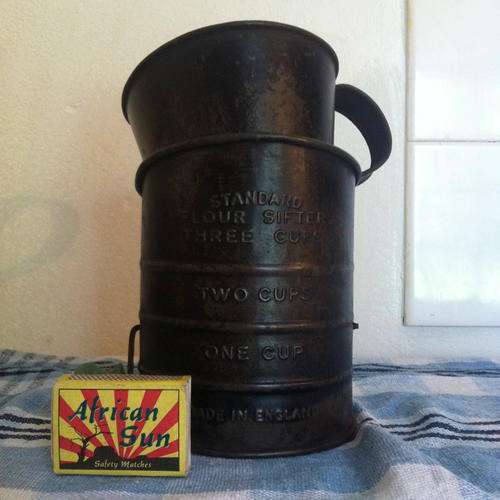 STANDARD
FLOUR SIFTER
THREE CUPS
TWO CUPS
ONE CUP
MADE IN ENGLAND
African
Sun
Safety Matches